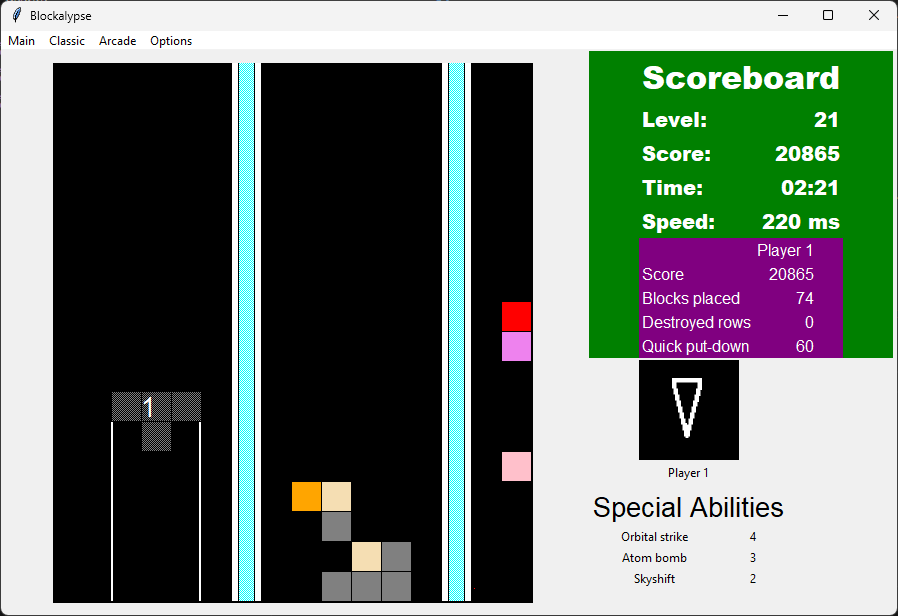 Blockalypse
Main Classic Arcade Options
Scoreboard
Level: 21
Score: 20865
Time: 02:21
Speed: 220 ms
Player 1
Score 20865
Blocks placed 74
Destroyed rows 0
Quick put-down 60
1
Player 1
Special Abilities
Orbital strike 4
Atom bomb 3
Skyshift 2